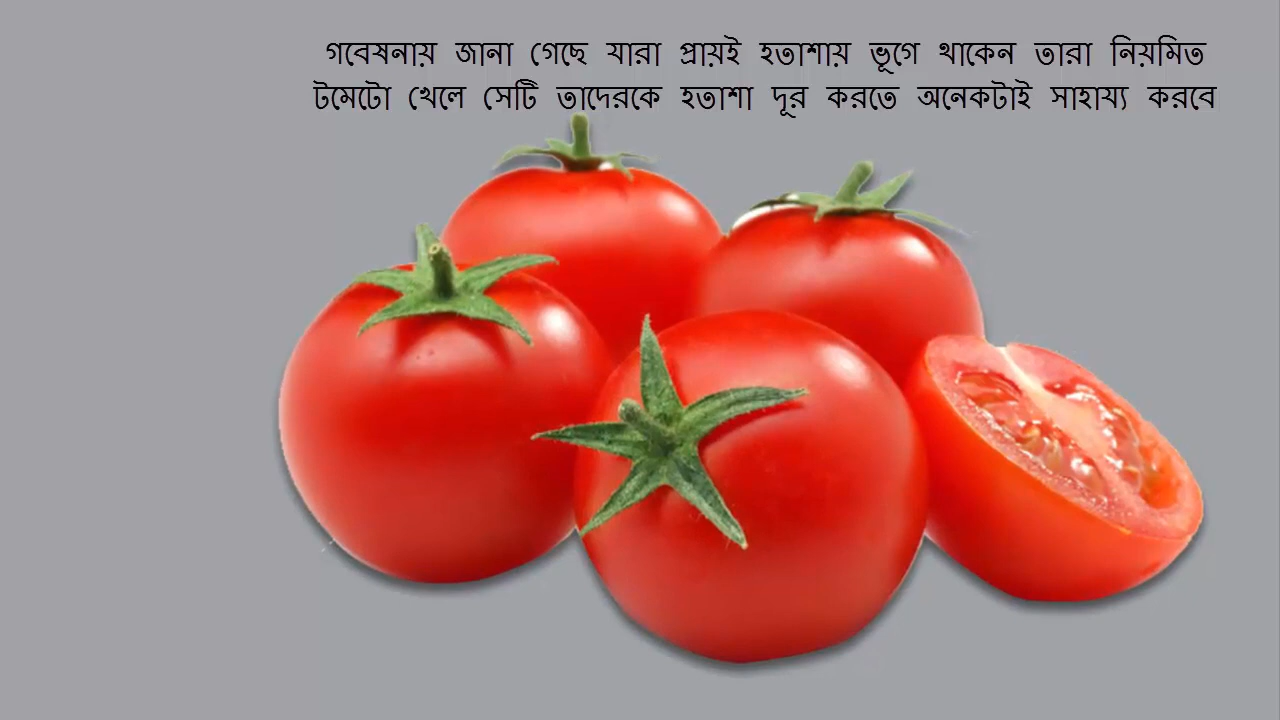 গবেষনায় জানা গেছে যারা প্রায়ই হতাশায় ভূগে থাকেন তারা নিয়মিত
টমেটো খেলে সেটি তাদেরকে হতাশা দূর করতে অনেকটাই সাহায্য করবে